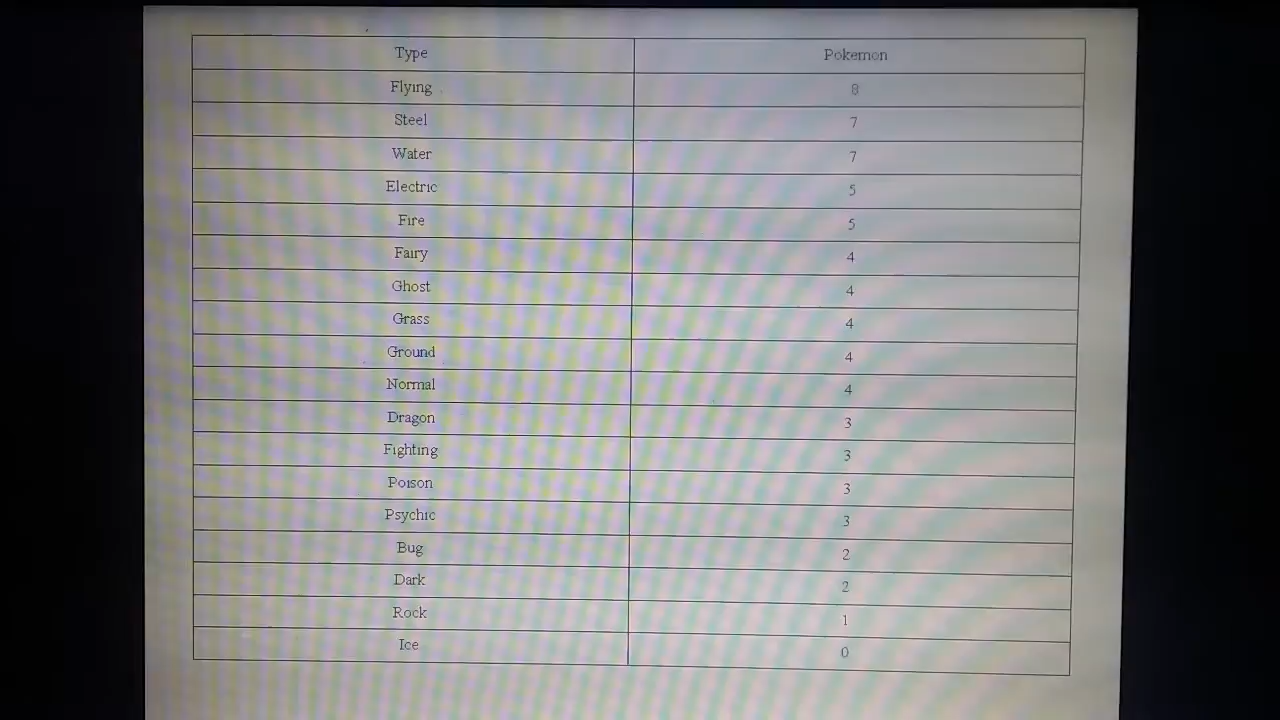 Type Pokemon
Flying 8
Steel 7
Water 7
Electric 5
Fire 5
Fairy 4
Ghost 4
Grass 4
Ground 4
Normal 4
Dragon 3
Fighting 3
Poison 3
Psychic 3
Bug 2
Dark 2
Rock 1
Ice 0